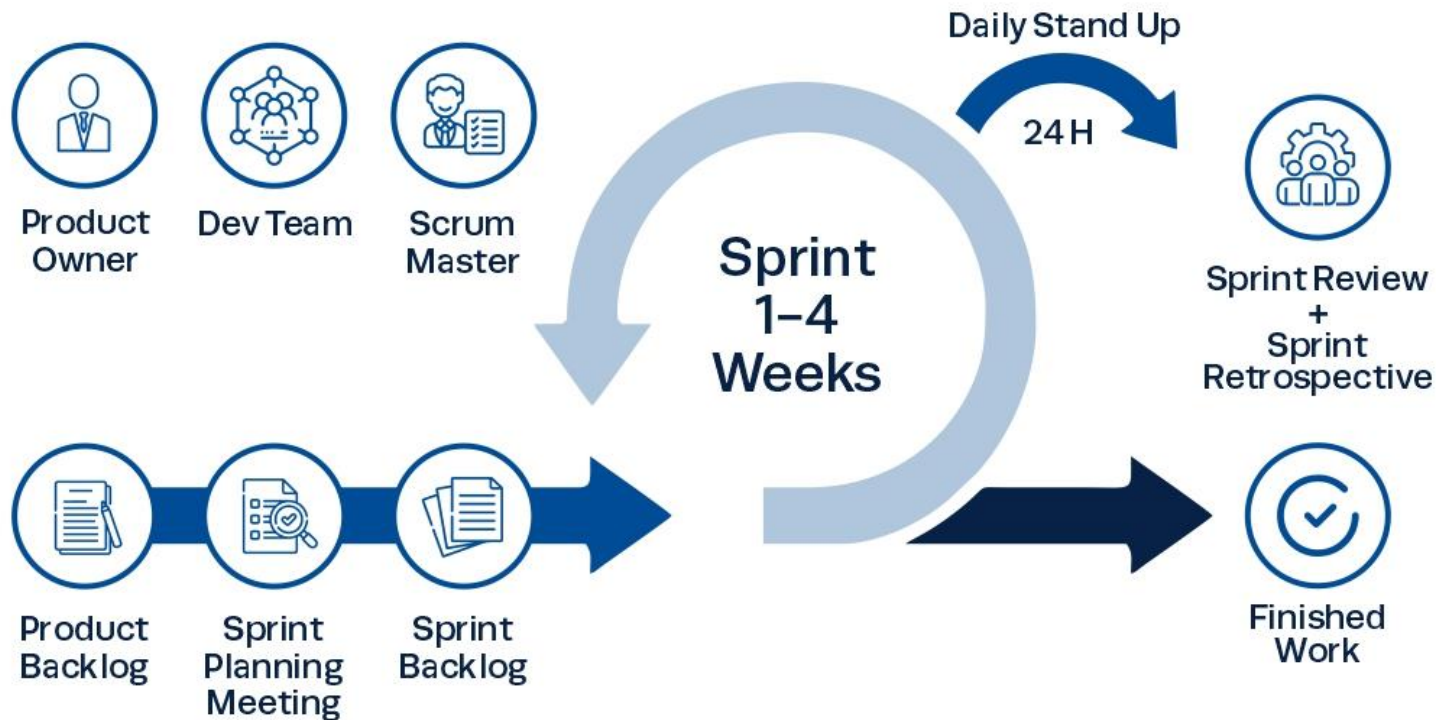 Daily Stand Up
24 H
Product
Owner
Dev Team
Scrum
Master
Sprint
1–4
Weeks
Sprint Review
+
Sprint
Retrospective
Product
Backlog
Sprint
Planning
Meeting
Sprint
Backlog
Finished
Work